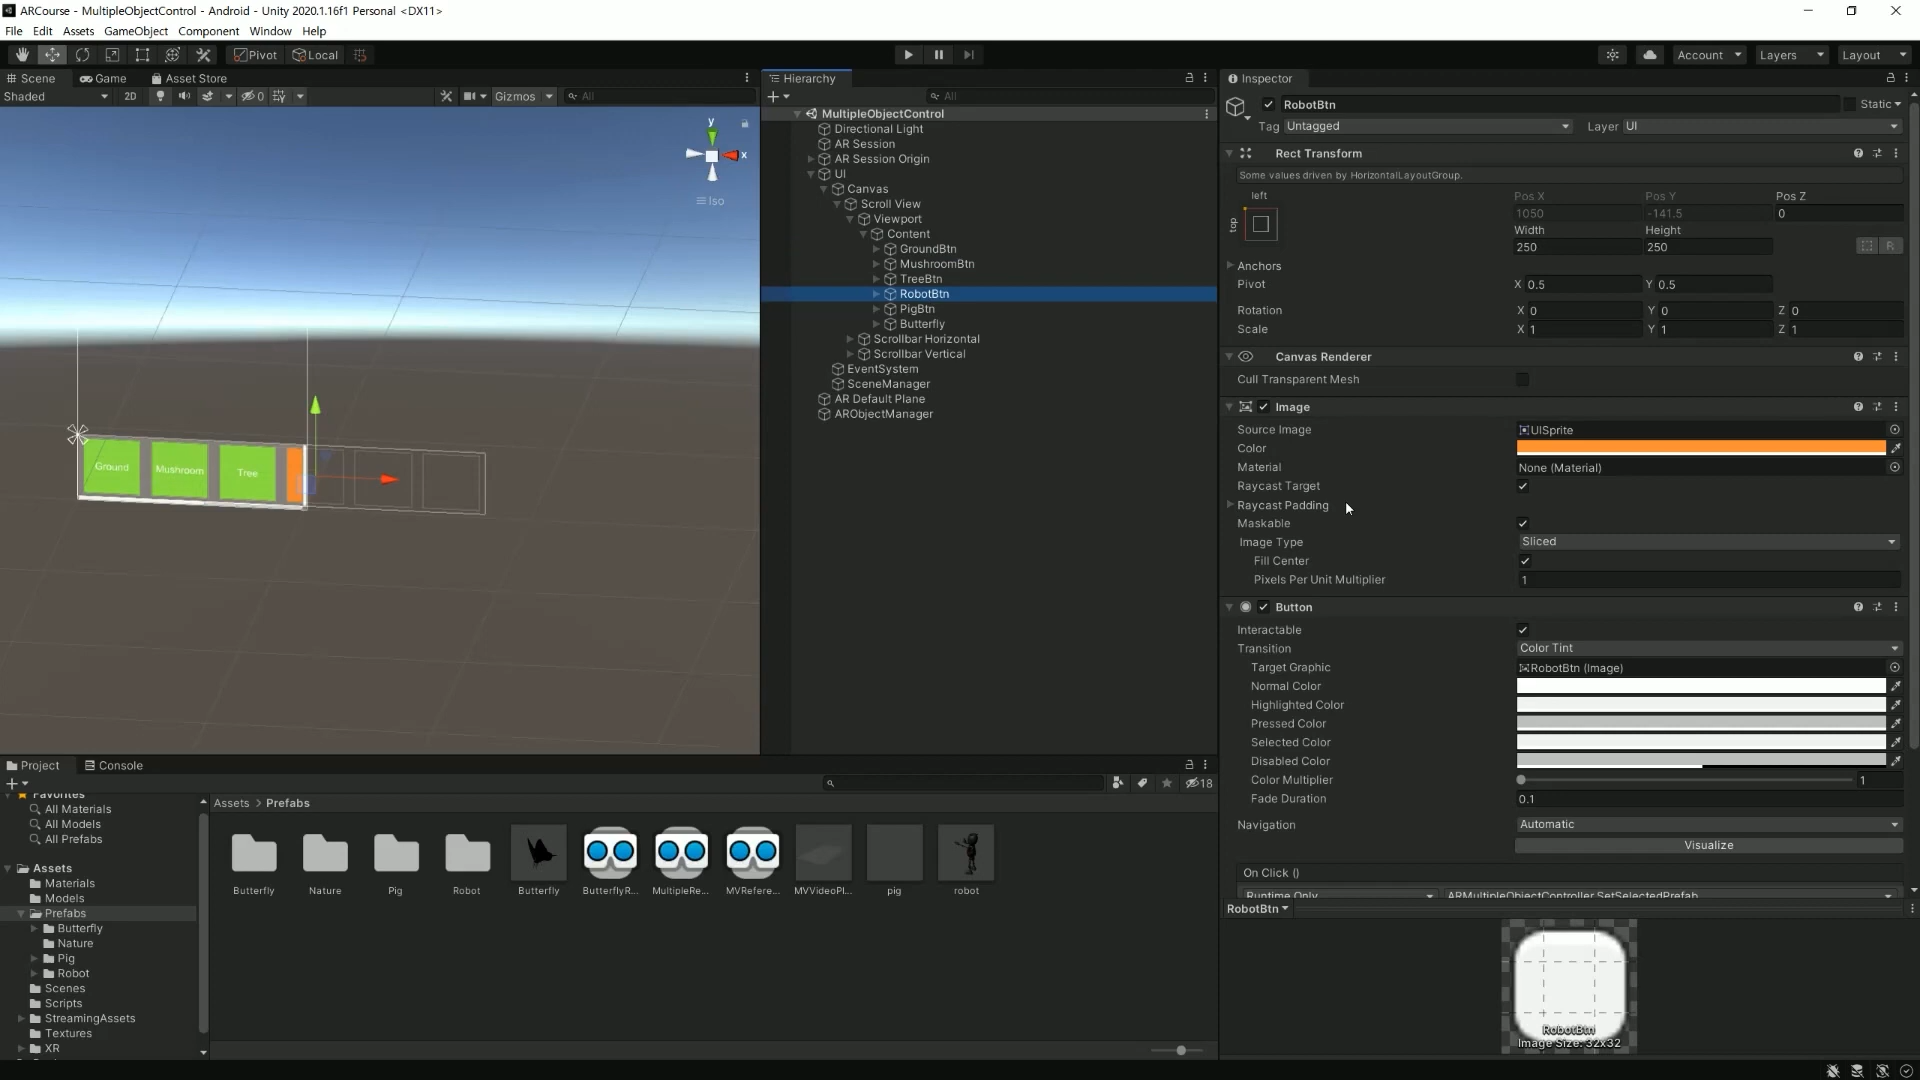 ARCourse - MultipleObjectControl - Android - Unity 2020.1.16f1 Personal <DX11>
File Edit Assets GameObject Component Window Help
Pivot Local Account Layers Layout
Scene Game Asset Store
Shaded 2D 0 Gizmos All
y
x
Iso
Ground Mushroom Tree
Hierarchy
All
MultipleObjectControl
Directional Light
AR Session
AR Session Origin
UI
Canvas
Scroll View
Viewport
Content
GroundBtn
MushroomBtn
TreeBtn
RobotBtn
PigBtn
Butterfly
Scrollbar Horizontal
Scrollbar Vertical
EventSystem
SceneManager
AR Default Plane
ARObjectManager
Inspector
RobotBtn Static
Tag Untagged Layer UI
Rect Transform
Some values driven by HorizontalLayoutGroup.
left Pos X Pos Y Pos Z
top 1050 -141.5 0
Width Height
250 250 R
Anchors
Pivot X 0.5 Y 0.5
Rotation X 0 Y 0 Z 0
Scale X 1 Y 1 Z 1
Canvas Renderer
Cull Transparent Mesh
Image
Source Image UISprite
Color
Material None (Material)
Raycast Target
Raycast Padding
Maskable
Image Type Sliced
Fill Center
Pixels Per Unit Multiplier 1
Button
Interactable
Transition Color Tint
Target Graphic RobotBtn (Image)
Normal Color
Highlighted Color
Pressed Color
Selected Color
Disabled Color
Color Multiplier 1
Fade Duration 0.1
Navigation Automatic
Visualize
On Click ()
Runtime Only ARMultipleObjectController.SetSelectedPrefab
RobotBtn
RobotBtn
Image Size: 32x32
Project Console
18
Favorites
All Materials
All Models
All Prefabs
Assets
Materials
Models
Prefabs
Butterfly
Nature
Pig
Robot
Scenes
Scripts
StreamingAssets
Textures
XR
Assets > Prefabs
Butterfly Nature Pig Robot Butterfly ButterflyR... MultipleRe... MVRefere... MVVideoPl... pig robot